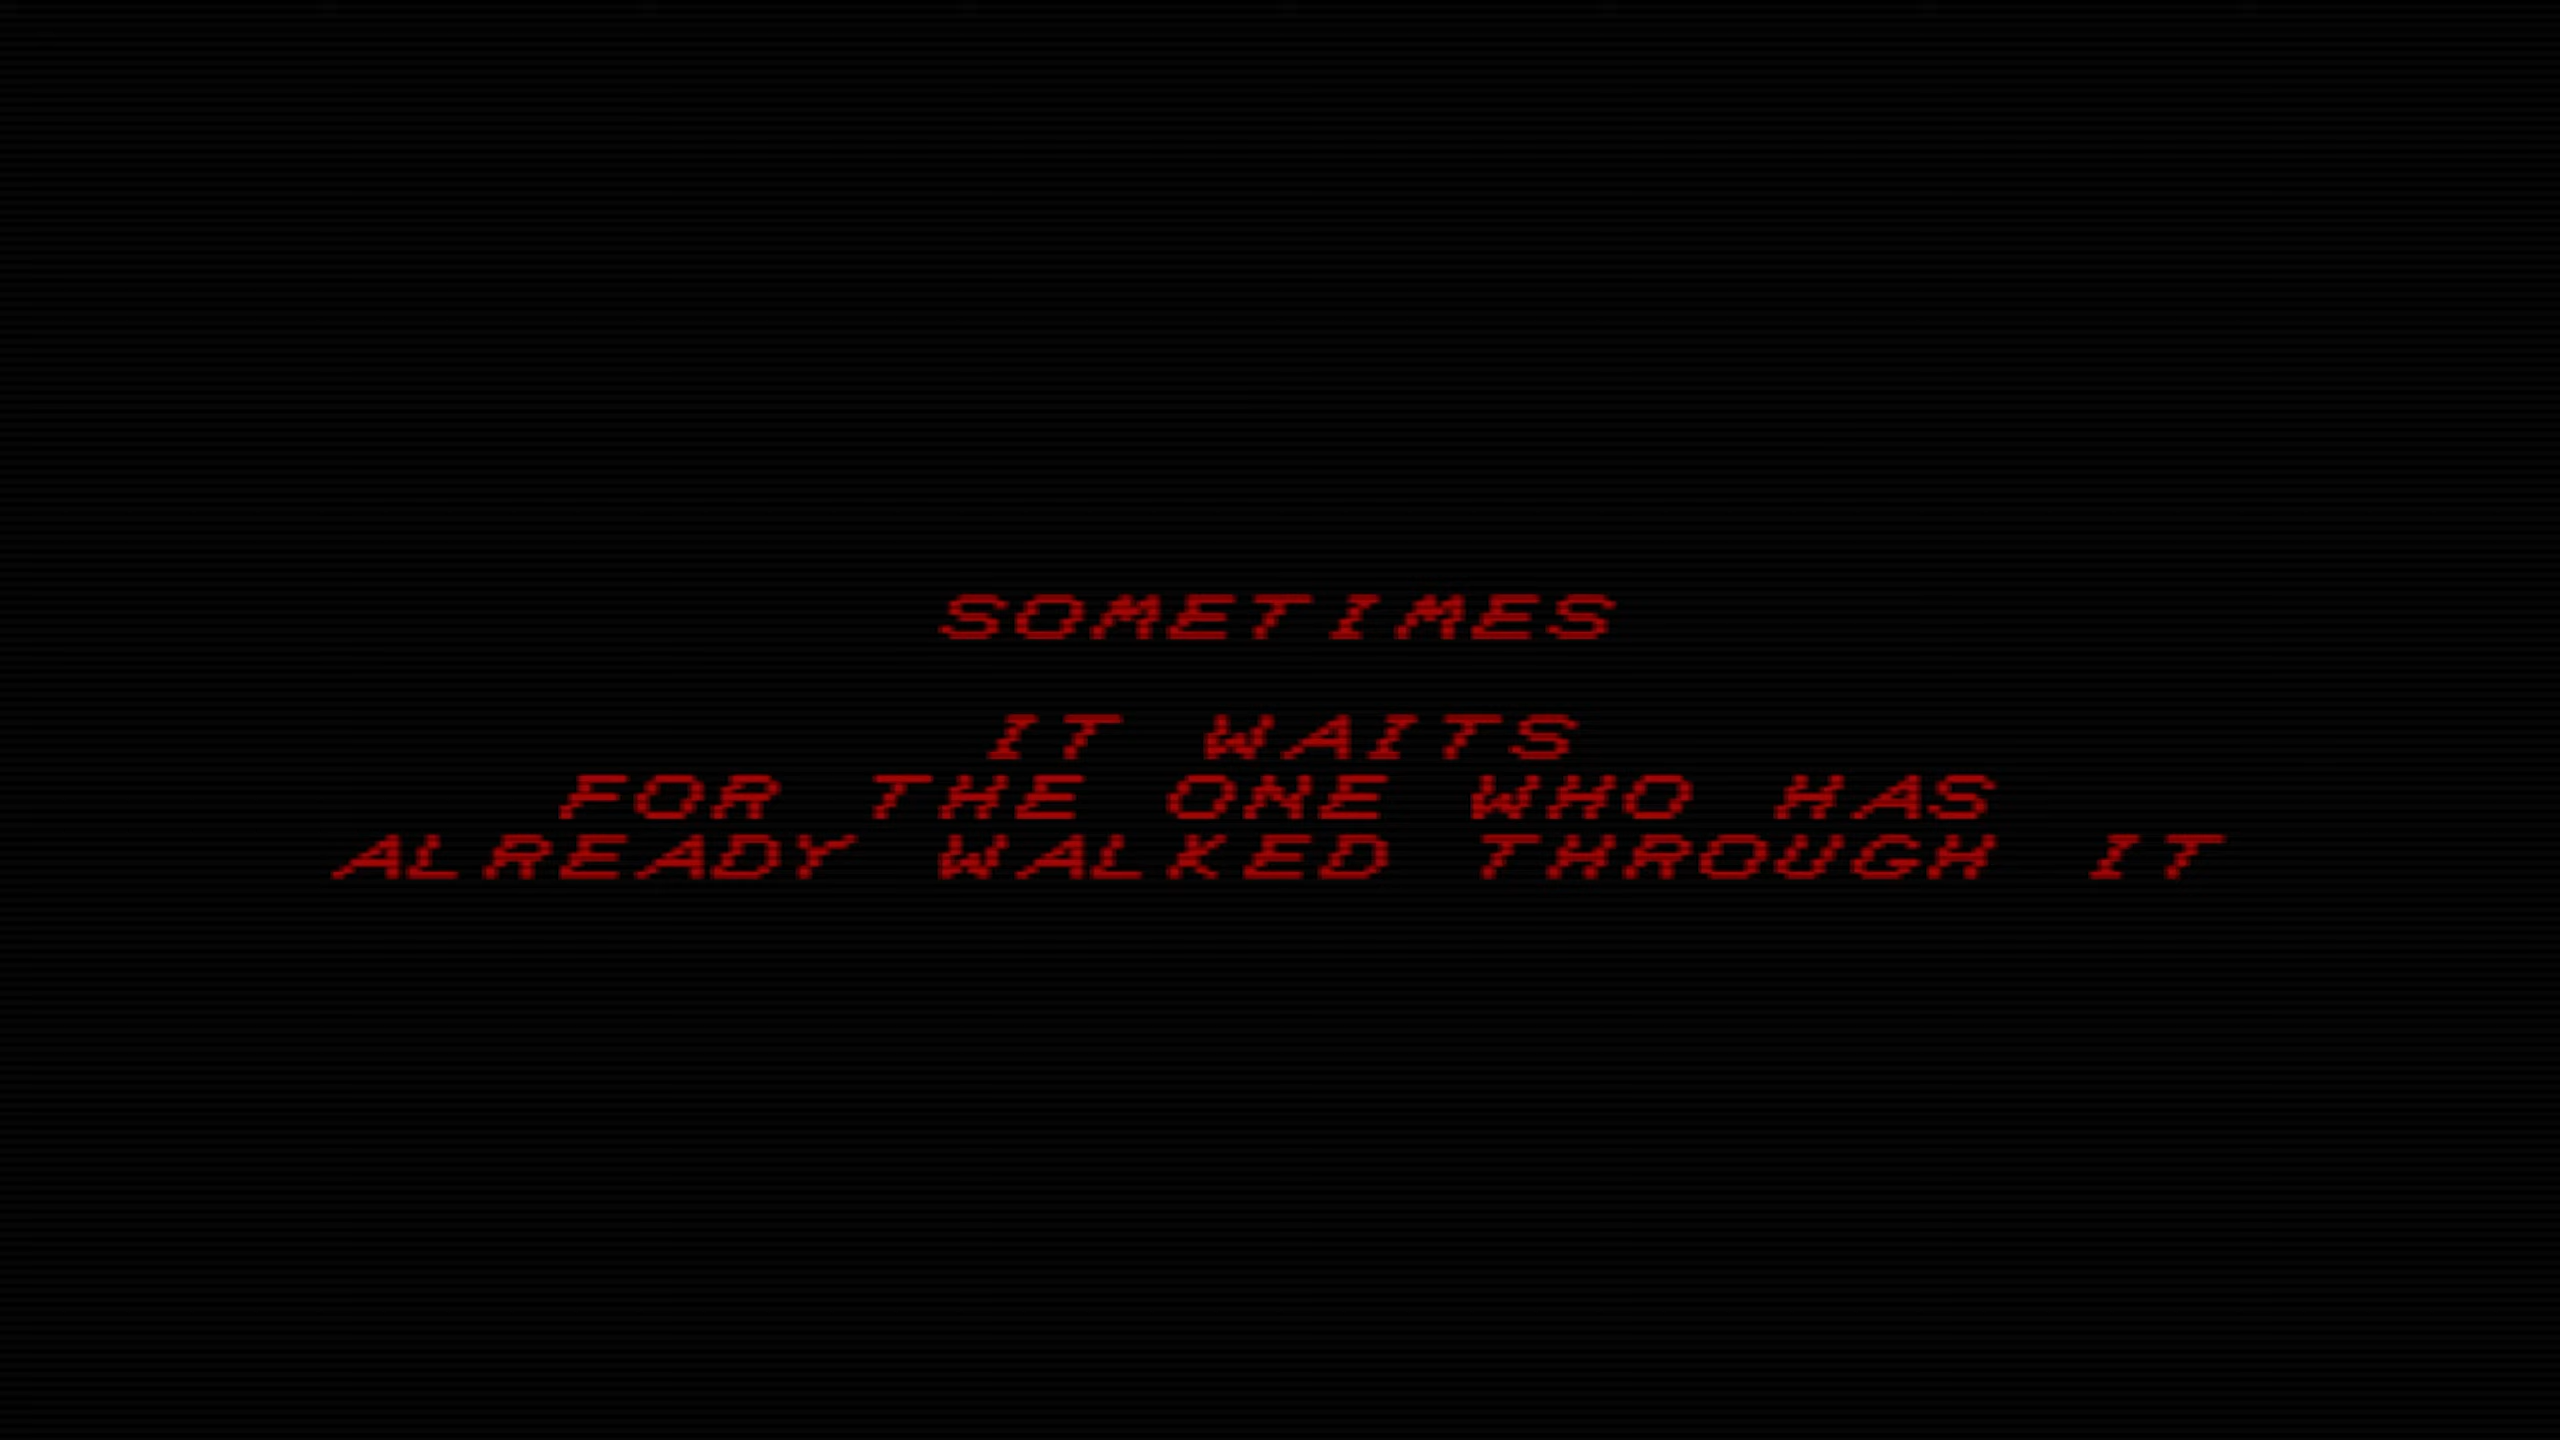 SOMETIMES
IT WAITS
FOR THE ONE WHO HAS
ALREADY WALKED THROUGH IT